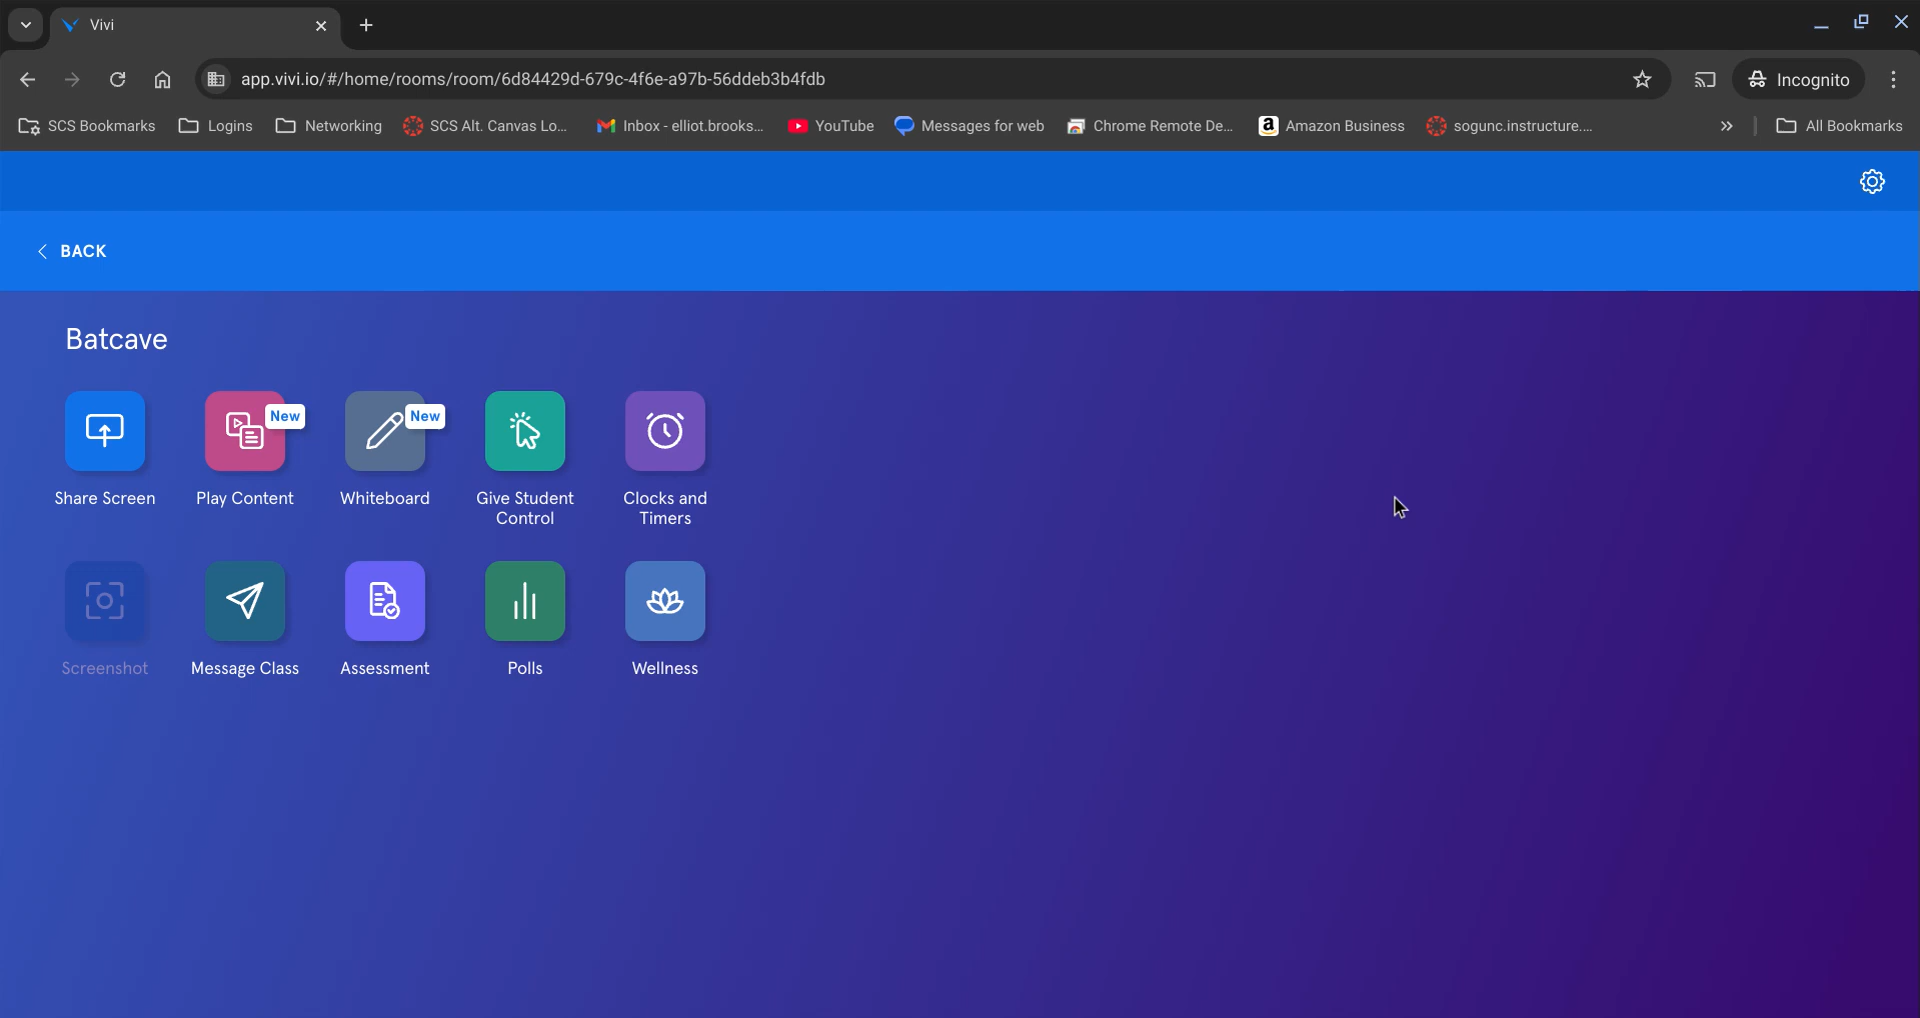 Vivi
app.vivi.io/#/home/rooms/room/6d84429d-679c-4f6e-a97b-56ddeb3b4fdb
Incognito
SCS Bookmarks
Logins
Networking
SCS Alt. Canvas Lo...
Inbox - elliot.brooks...
YouTube
Messages for web
Chrome Remote De...
a
Amazon Business
sogunc.instructure....
All Bookmarks
BACK
Batcave
New
New
Share Screen
Play Content
Whiteboard
Give Student
Control
Clocks and
Timers
Screenshot
Message Class
Assessment
Polls
Wellness